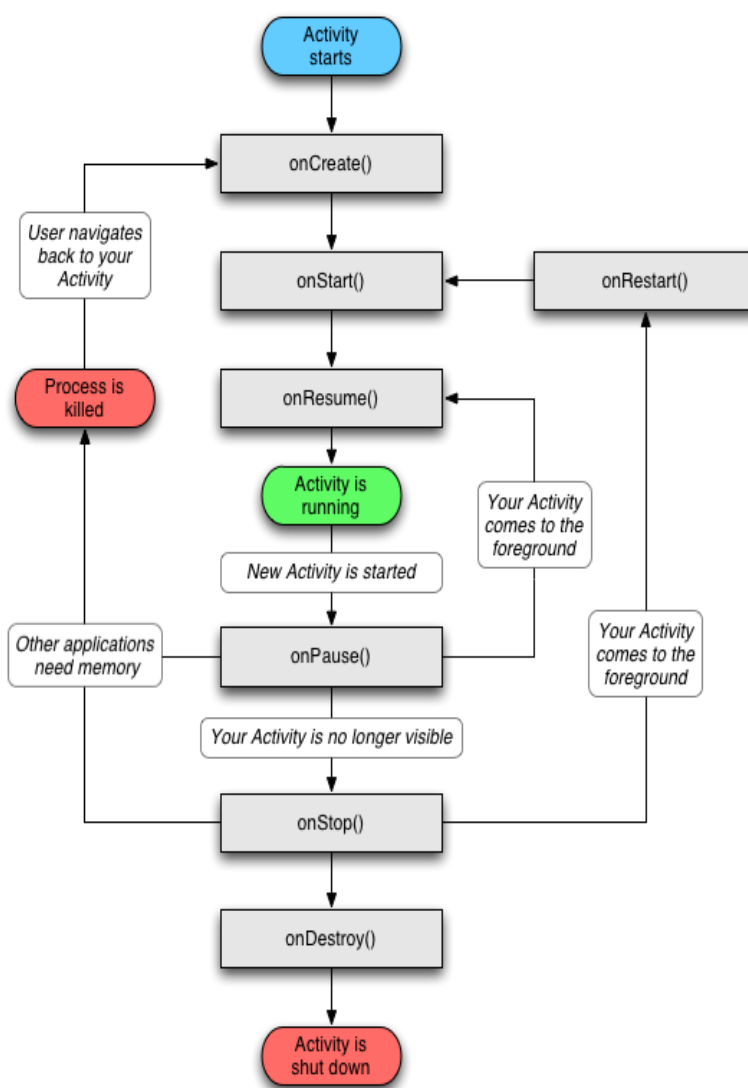 Activity
starts
onCreate()
User navigates
back to your
Activity
onStart()
onRestart()
Process is
killed
onResume()
Activity is
running
Your Activity
comes to the
foreground
New Activity is started
Other applications
need memory
onPause()
Your Activity
comes to the
foreground
Your Activity is no longer visible
onStop()
onDestroy()
Activity is
shut down